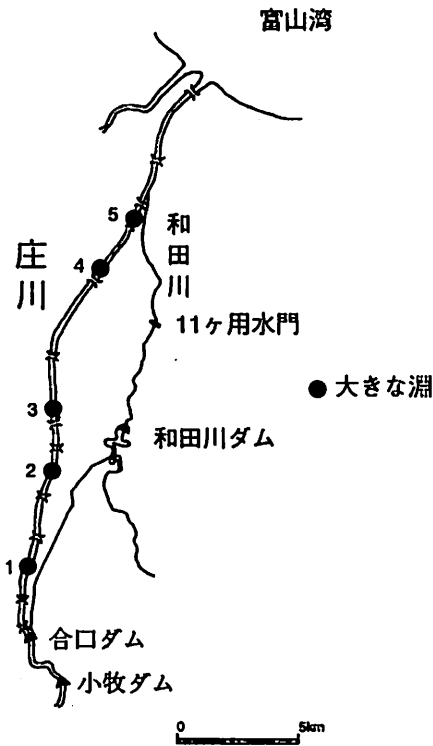 富山湾
5
和田川
庄川
4
11ヶ用水門
● 大きな淵
3
和田川ダム
2
1
合口ダム
小牧ダム
0 5km